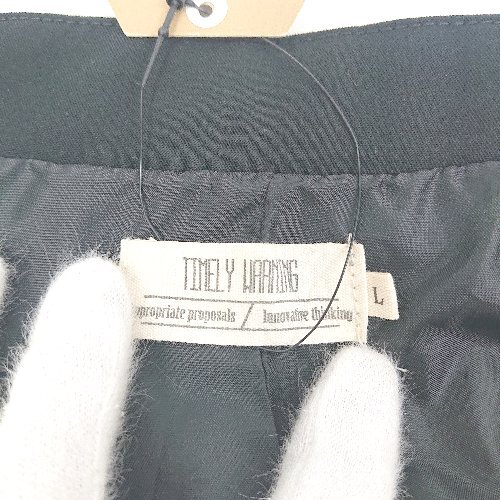 TIMELY WARNING
appropriate proposals / Innovative thinking
L